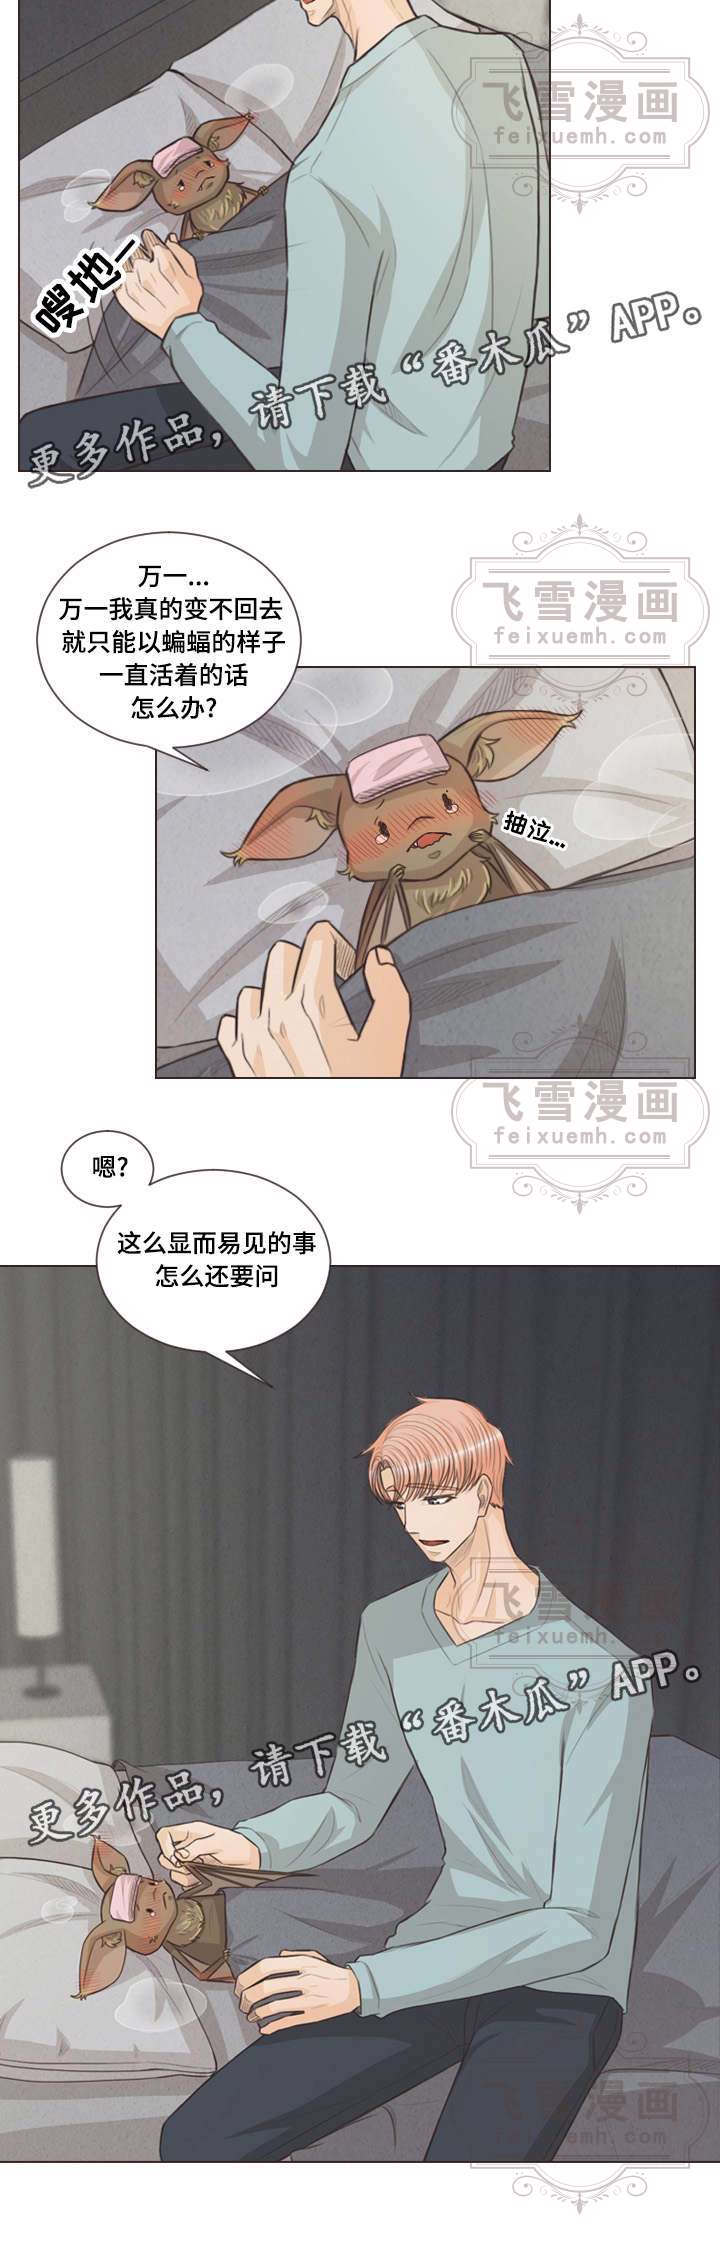 飞雪漫画
feixuemh.com
嗖地—
更多作品，请下载“番木瓜”APP。
飞雪漫画
feixuemh.com
万一...
万一我真的变不回去
就只能以蝙蝠的样子
一直活着的话
怎么办?
抽泣...
飞雪漫画
feixuemh.com
嗯?
这么显而易见的事
怎么还要问
飞雪漫画
feixuemh.com
更多作品，请下载“番木瓜”APP。
飞雪漫画
feixuemh.com